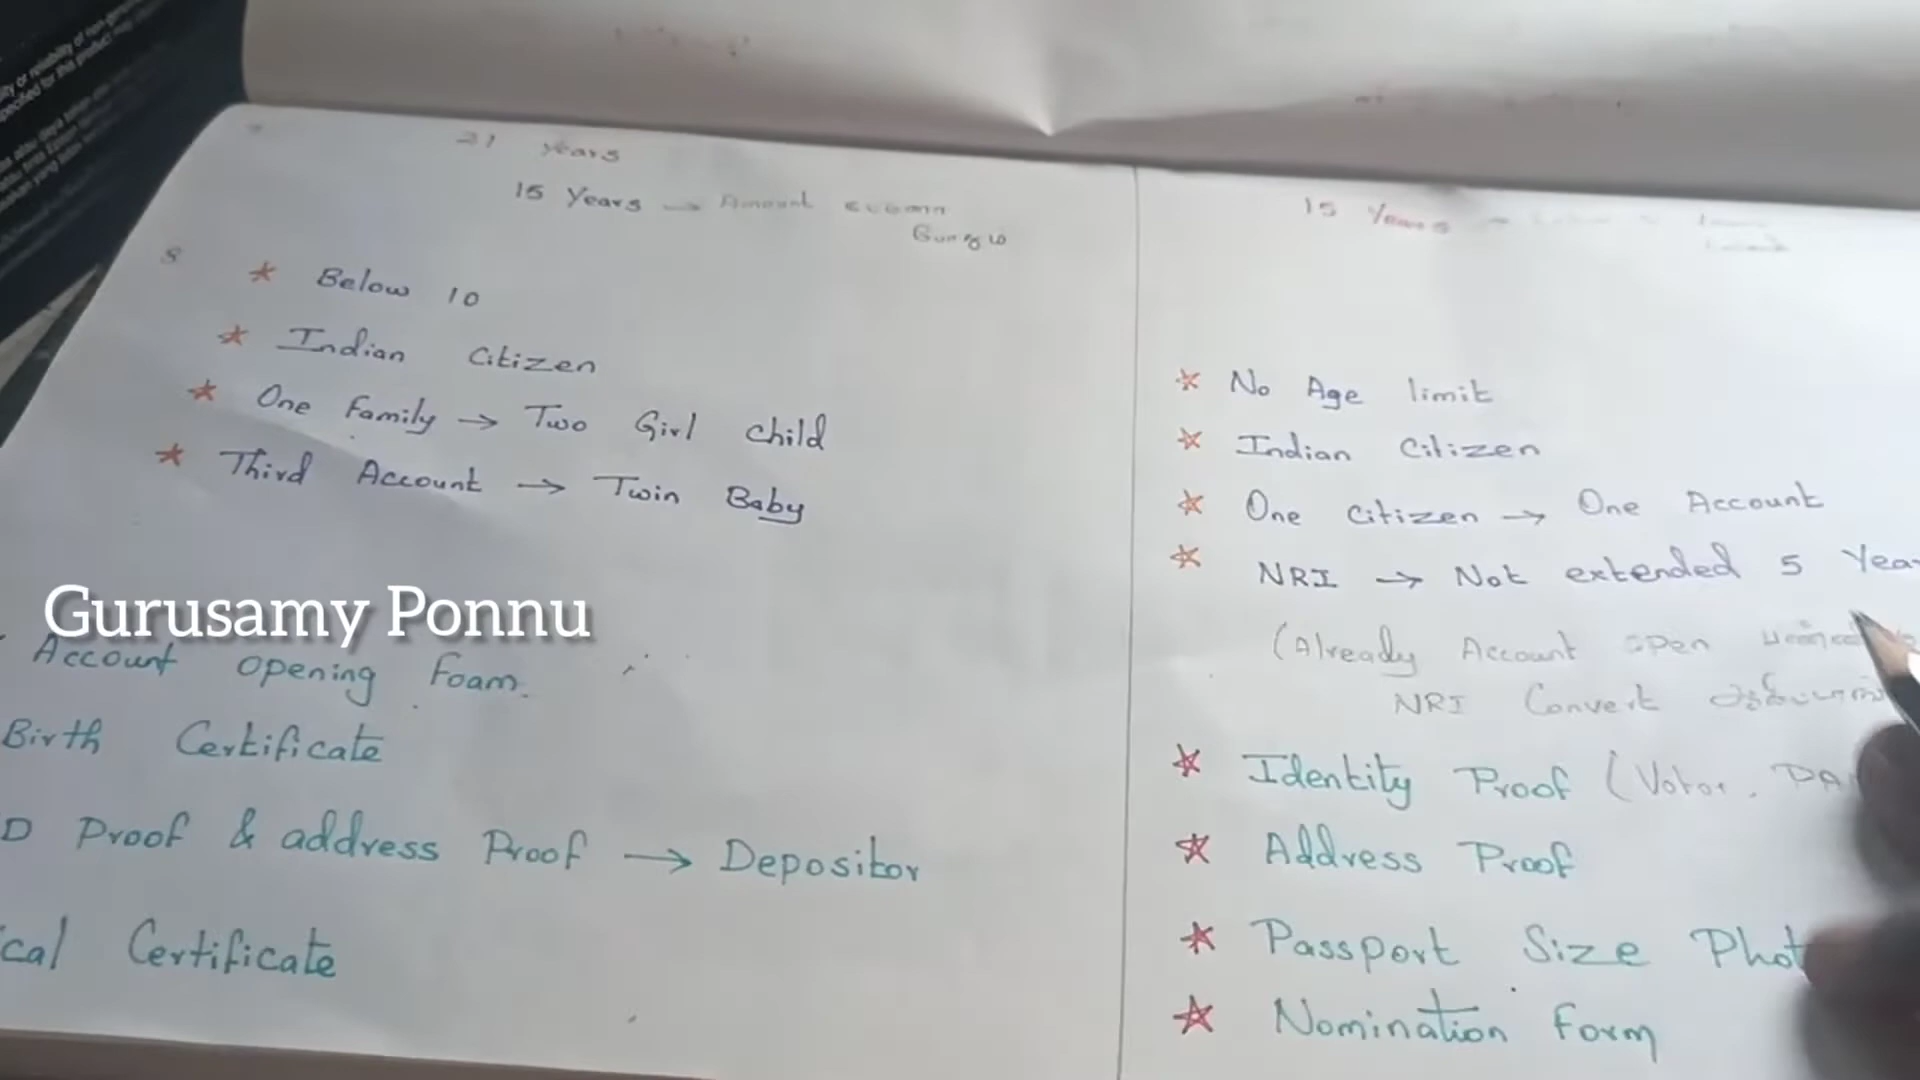 21 years
15 Years → Amount
* Below 10
* Indian Citizen
* One Family → Two Girl child
* Third Account → Twin Baby
Gurusamy Ponnu
Account opening Foam.
Birth Certificate
D Proof & address Proof → Depositor
cal Certificate
15 Years
* No Age limit
* Indian Citizen
* One Citizen → One Account
* NRI → Not extended 5 Year
(Already Account open
NRI Convert
* Identity Proof (Votor, PA
* Address Proof
* Passport Size Phot
* Nomination Form